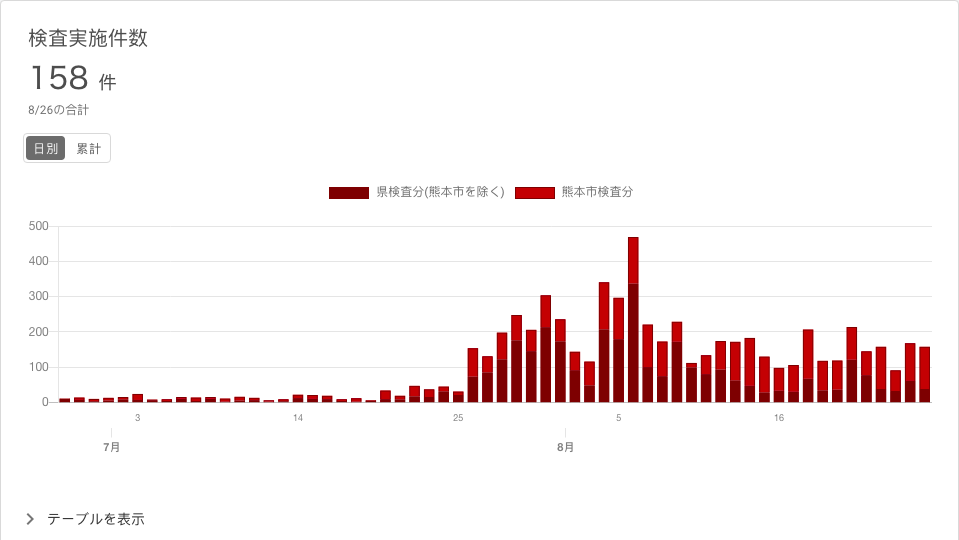 検査実施件数
158 件
8/26の合計
日別 累計
県検査分(熊本市を除く) 熊本市検査分
500
400
300
200
100
0
3 14 25 5 16
7月 8月
テーブルを表示